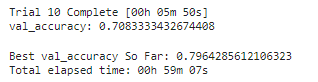 Trial 10 Complete [00h 05m 50s]
val_accuracy: 0.7083333432674408
Best val_accuracy So Far: 0.7964285612106323
Total elapsed time: 00h 59m 07s